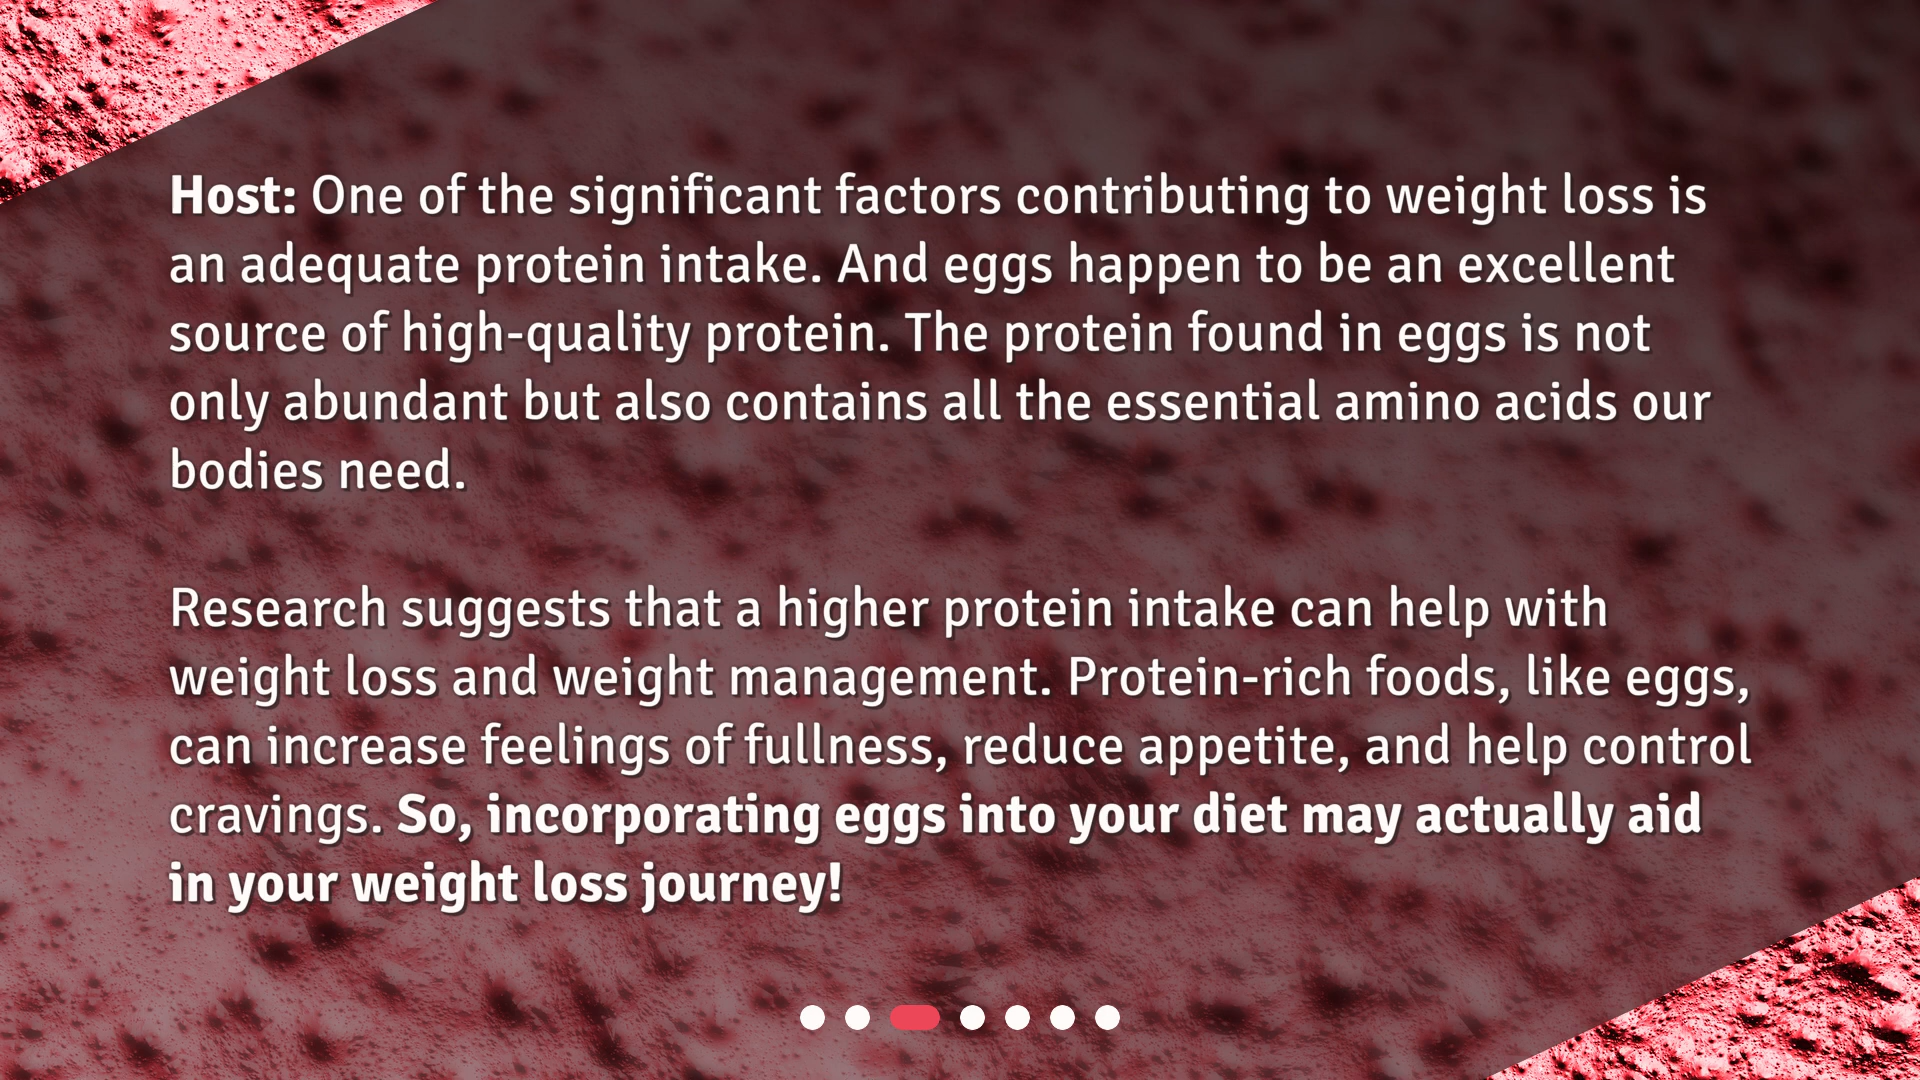 Host: One of the significant factors contributing to weight loss is
an adequate protein intake. And eggs happen to be an excellent
source of high-quality protein. The protein found in eggs is not
only abundant but also contains all the essential amino acids our
bodies need.
Research suggests that a higher protein intake can help with
weight loss and weight management. Protein-rich foods, like eggs,
can increase feelings of fullness, reduce appetite, and help control
cravings. So, incorporating eggs into your diet may actually aid
in your weight loss journey!